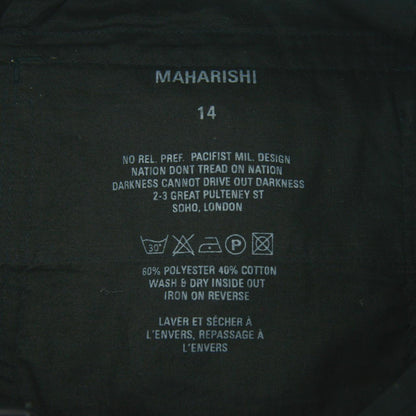 MAHARISHI
14
NO REL. PREF. PACIFIST MIL. DESIGN
NATION DONT TREAD ON NATION
DARKNESS CANNOT DRIVE OUT DARKNESS
2-3 GREAT PULTENEY ST
SOHO, LONDON
30° P
60% POLYESTER 40% COTTON
WASH & DRY INSIDE OUT
IRON ON REVERSE
LAVER ET SÉCHER À
L'ENVERS, REPASSAGE À
L'ENVERS